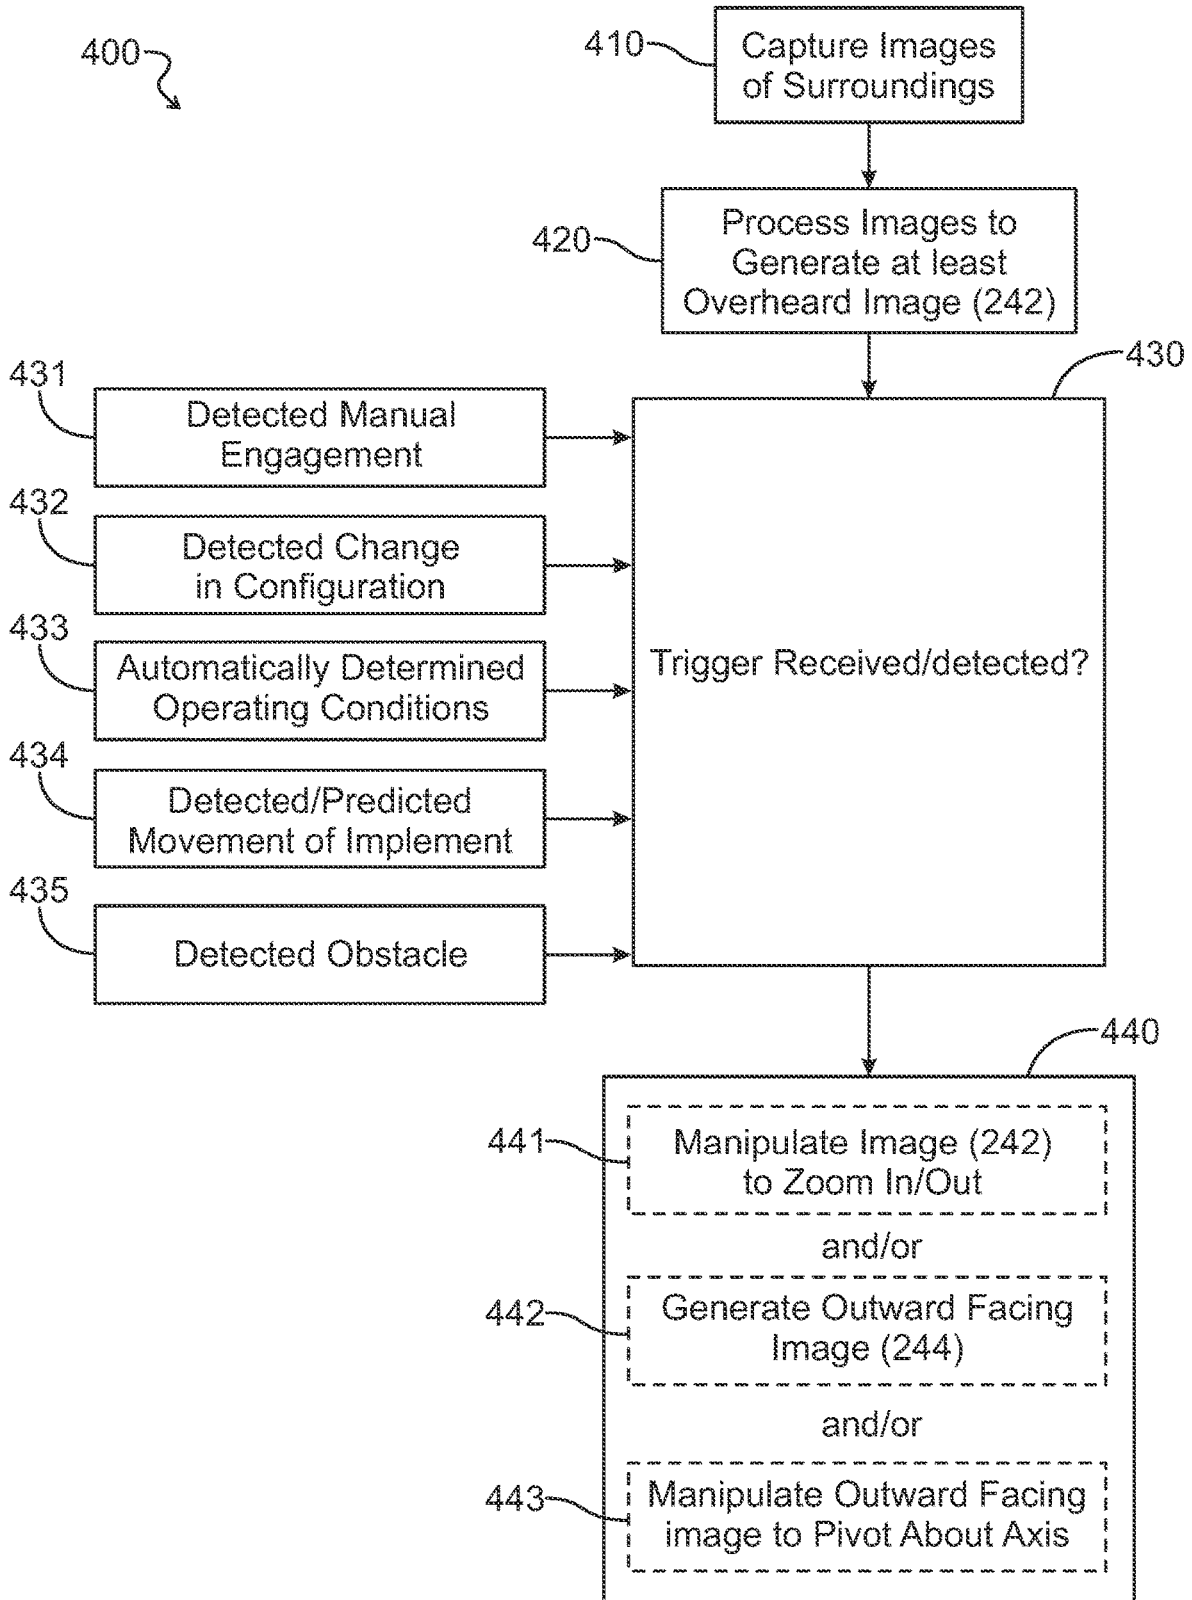 400
410
Capture Images
of Surroundings
420
Process Images to
Generate at least
Overheard Image (242)
430
Trigger Received/detected?
431
Detected Manual
Engagement
432
Detected Change
in Configuration
433
Automatically Determined
Operating Conditions
434
Detected/Predicted
Movement of Implement
435
Detected Obstacle
440
441
Manipulate Image (242)
to Zoom In/Out
and/or
442
Generate Outward Facing
Image (244)
and/or
443
Manipulate Outward Facing
image to Pivot About Axis